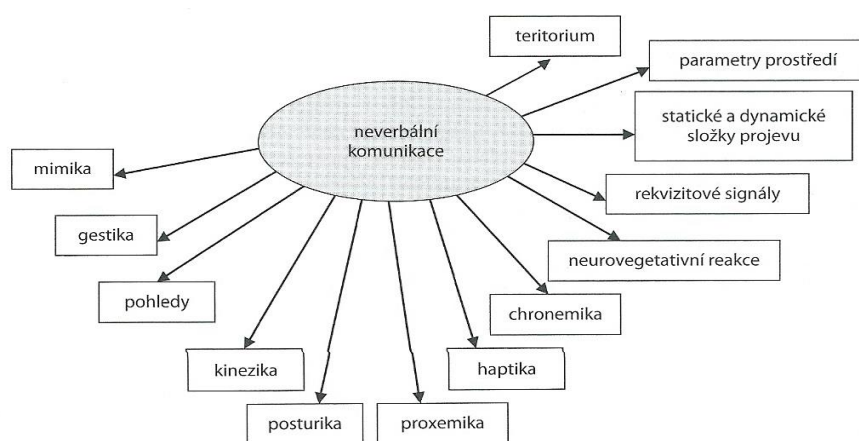 teritorium
parametry prostředí
statické a dynamické
složky projevu
neverbální
komunikace
mimika
rekvizitové signály
gestika
neurovegetativní reakce
pohledy
chronemika
kinezika
haptika
posturika
proxemika